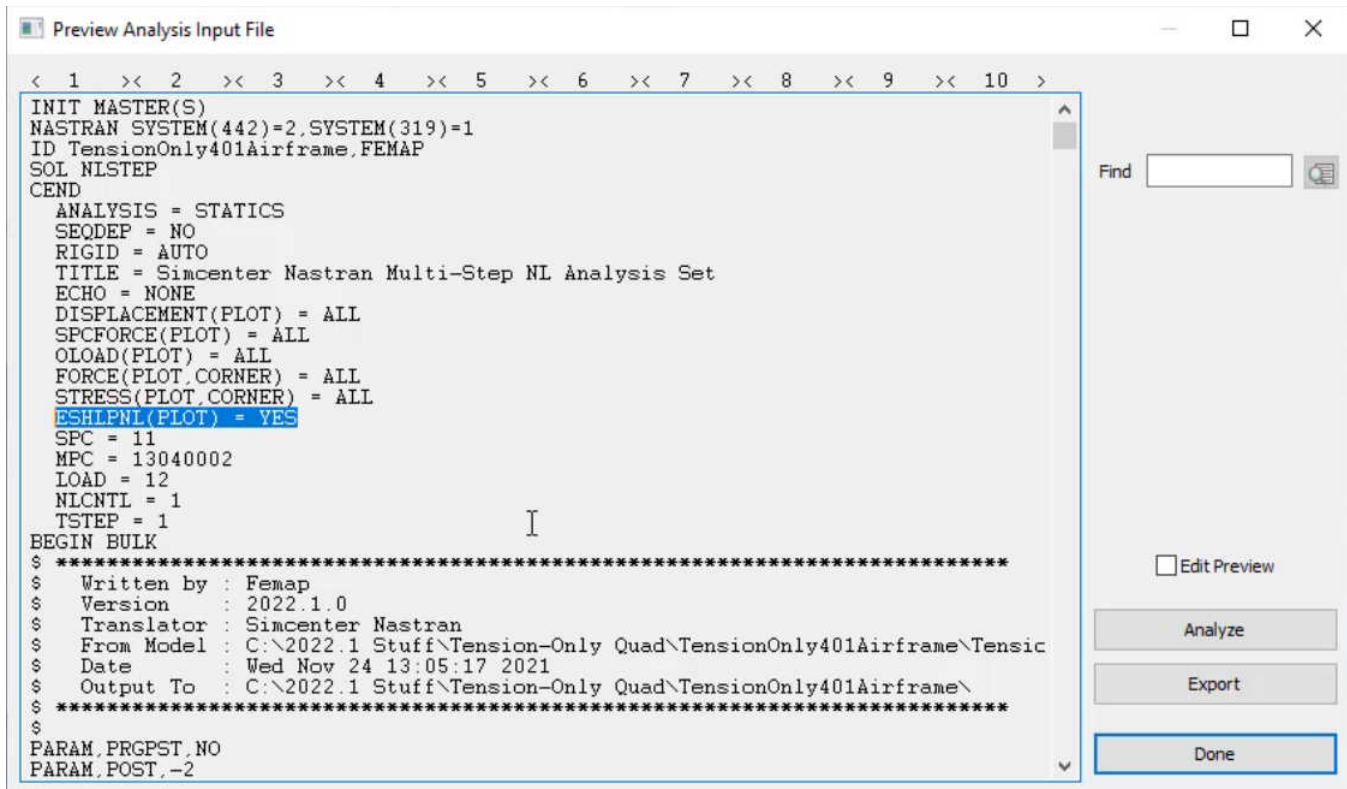 Preview Analysis Input File
< 1 >< 2 >< 3 >< 4 >< 5 >< 6 >< 7 >< 8 >< 9 >< 10 >
INIT MASTER(S)
NASTRAN SYSTEM(442)=2,SYSTEM(319)=1
ID TensionOnly401Airframe,FEMAP
SOL NLSTEP
CEND
ANALYSIS = STATICS
SEQDEP = NO
RIGID = AUTO
TITLE = Simcenter Nastran Multi-Step NL Analysis Set
ECHO = NONE
DISPLACEMENT(PLOT) = ALL
SPCFORCE(PLOT) = ALL
OLOAD(PLOT) = ALL
FORCE(PLOT,CORNER) = ALL
STRESS(PLOT,CORNER) = ALL
ESHLPNL(PLOT) = YES
SPC = 11
MPC = 13040002
LOAD = 12
NLCNTL = 1
TSTEP = 1
BEGIN BULK
$ ***************************************************************************
$ Written by : Femap
$ Version : 2022.1.0
$ Translator : Simcenter Nastran
$ From Model : C:\2022.1 Stuff\Tension-Only Quad\TensionOnly401Airframe\Tensic
$ Date : Wed Nov 24 13:05:17 2021
$ Output To : C:\2022.1 Stuff\Tension-Only Quad\TensionOnly401Airframe\
$ ***************************************************************************
$
PARAM,PRGPST,NO
PARAM,POST,-2
Find
Edit Preview
Analyze
Export
Done